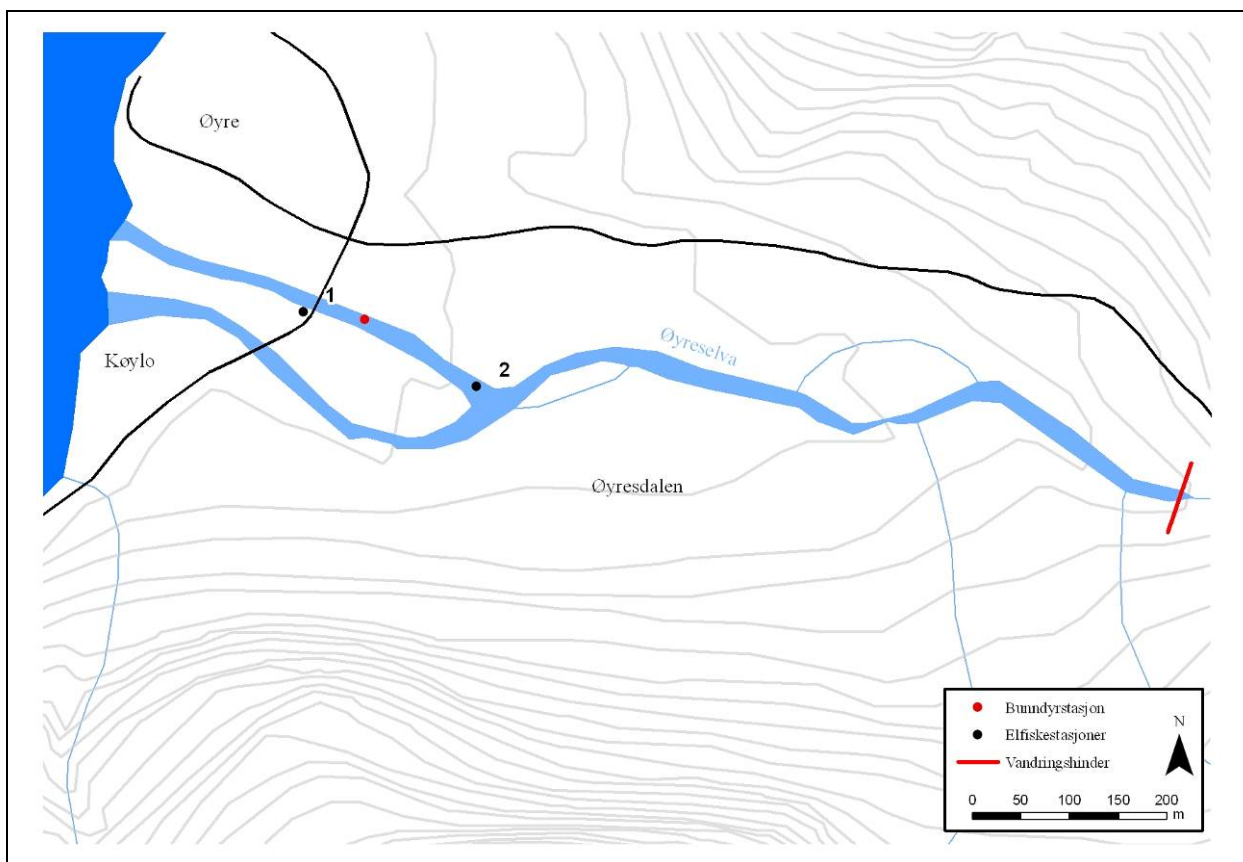 Øyre
1
Køylo
2
Øyreselva
Øyresdalen
Bunndyrstasjon
Elfiskestasjoner
Vandringshinder
N
0 50 100 150 200
m